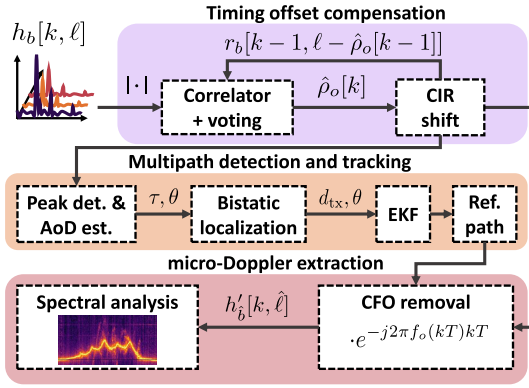 Timing offset compensation
h_b[k, ℓ]
r_b[k − 1, ℓ − ρ̂_o[k − 1]]
|·|
Correlator
+ voting
ρ̂_o[k]
CIR
shift
Multipath detection and tracking
Peak det. &
AoD est.
τ, θ
Bistatic
localization
d_tx, θ
EKF
Ref.
path
micro-Doppler extraction
Spectral analysis
h′_b̂[k, ℓ̂]
CFO removal
·e^{−j2πf_o(kT)kT}